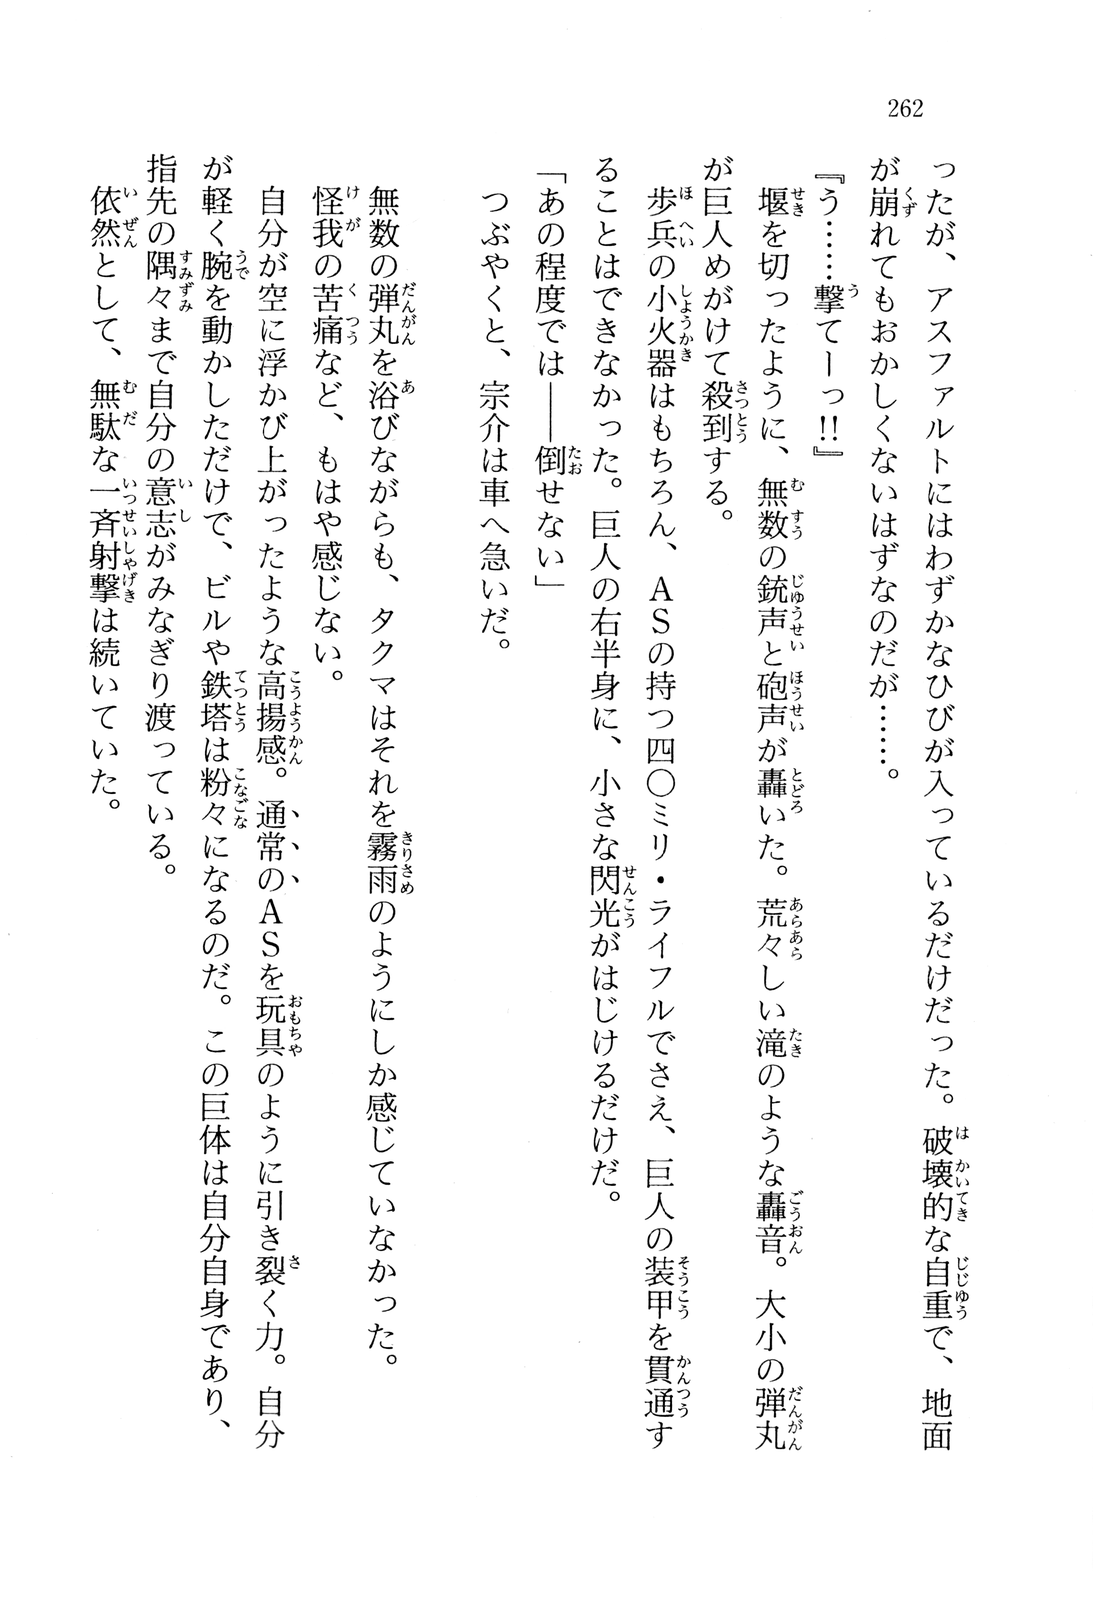 262
ったが、アスファルトにはわずかなひびが入っているだけだった。破壊的な自重で、地面
が崩れてもおかしくないはずなのだが……。
『う……撃てーっ!!』
堰を切ったように、無数の銃声と砲声が轟いた。荒々しい滝のような轟音。大小の弾丸
が巨人めがけて殺到する。
歩兵の小火器はもちろん、ＡＳの持つ四〇ミリ・ライフルでさえ、巨人の装甲を貫通す
ることはできなかった。巨人の右半身に、小さな閃光がはじけるだけだ。
「あの程度では――倒せない」
つぶやくと、宗介は車へ急いだ。
無数の弾丸を浴びながらも、タクマはそれを霧雨のようにしか感じていなかった。
怪我の苦痛など、もはや感じない。
自分が空に浮かび上がったような高揚感。通常のＡＳを玩具のように引き裂く力。自分
が軽く腕を動かしただけで、ビルや鉄塔は粉々になるのだ。この巨体は自分自身であり、
指先の隅々まで自分の意志がみなぎり渡っている。
依然として、無駄な一斉射撃は続いていた。